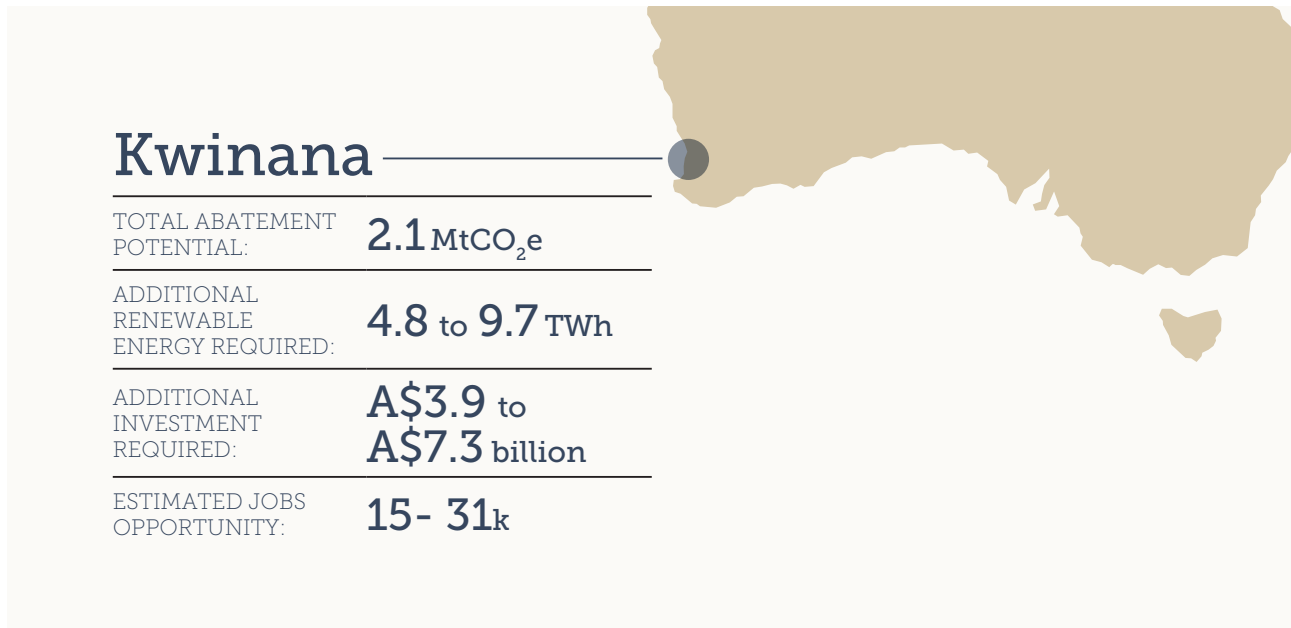 Kwinana
TOTAL ABATEMENT
POTENTIAL:
2.1 MtCO₂e
ADDITIONAL
RENEWABLE
ENERGY REQUIRED:
4.8 to 9.7 TWh
ADDITIONAL
INVESTMENT
REQUIRED:
A$3.9 to
A$7.3 billion
ESTIMATED JOBS
OPPORTUNITY:
15- 31k